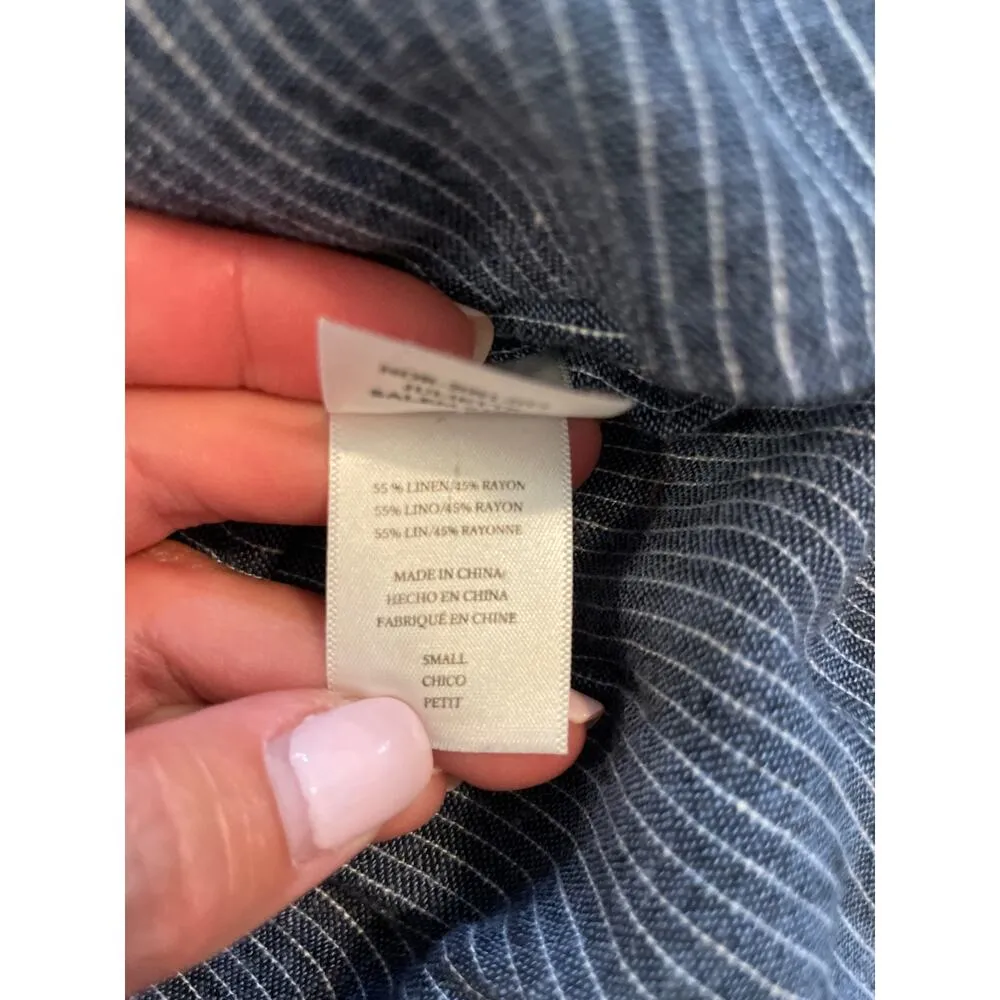 55 % LINEN/45% RAYON
55% LINO/45% RAYON
55% LIN/45% RAYONNE
MADE IN CHINA/
HECHO EN CHINA
FABRIQUÉ EN CHINE
SMALL
CHICO
PETIT